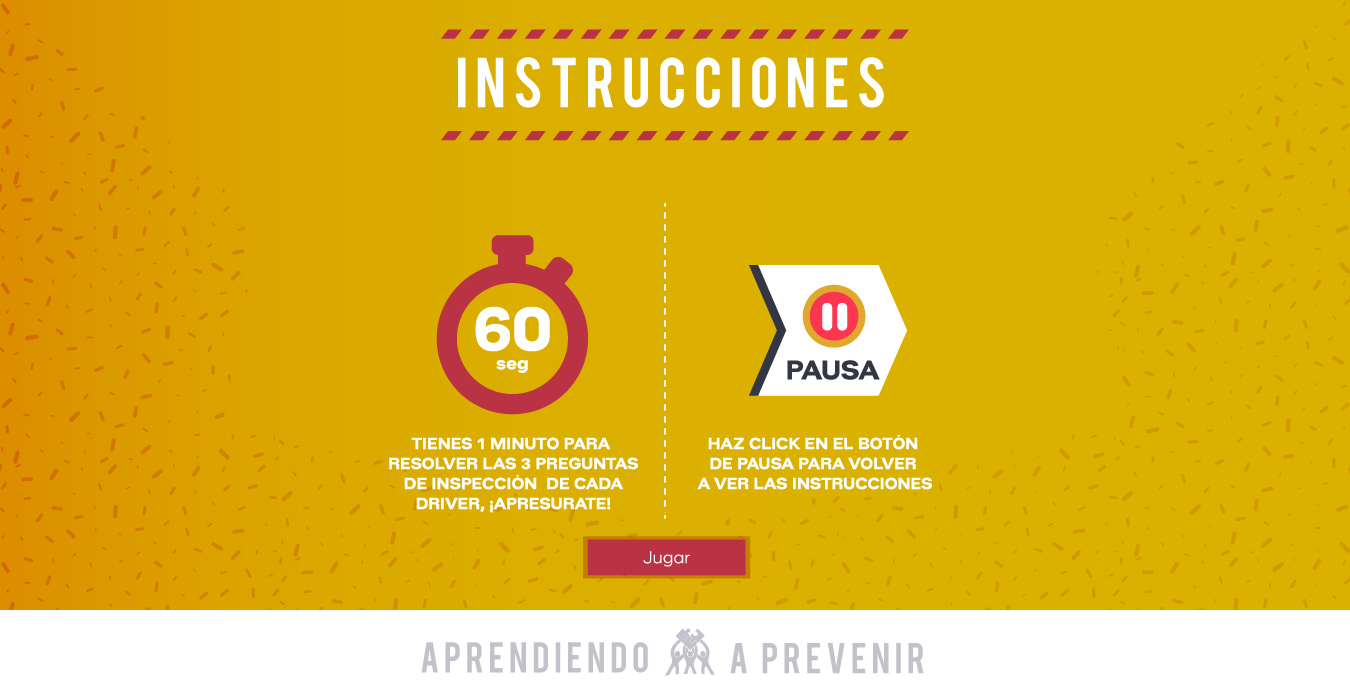 INSTRUCCIONES
60
seg
TIENES 1 MINUTO PARA
RESOLVER LAS 3 PREGUNTAS
DE INSPECCIÓN DE CADA
DRIVER, ¡APRESURATE!
PAUSA
HAZ CLICK EN EL BOTÓN
DE PAUSA PARA VOLVER
A VER LAS INSTRUCCIONES
Jugar
APRENDIENDO A PREVENIR